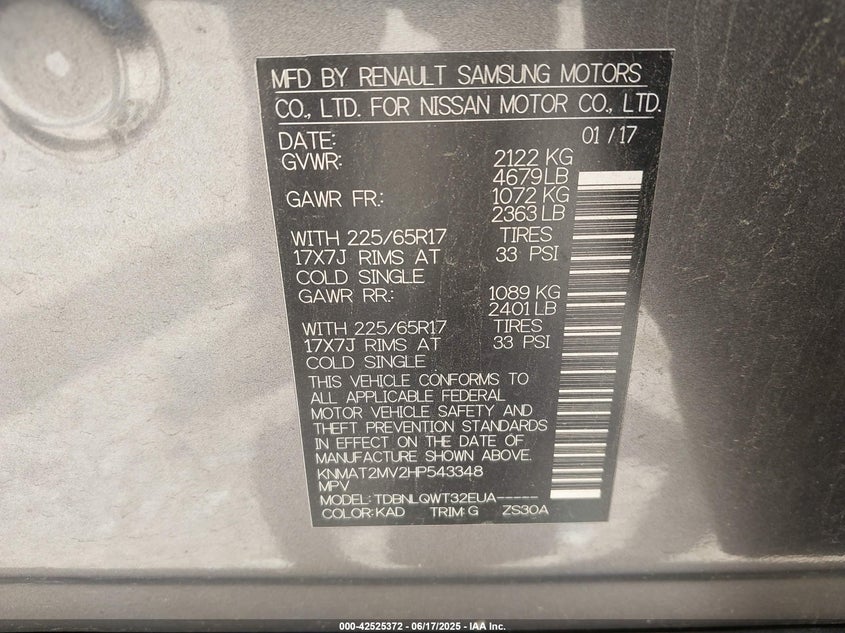 MFD BY RENAULT SAMSUNG MOTORS
CO., LTD. FOR NISSAN MOTOR CO., LTD.
DATE: 01 / 17
GVWR: 2122 KG
4679 LB
GAWR FR.: 1072 KG
2363 LB
WITH 225/65R17 TIRES
17X7J RIMS AT 33 PSI
COLD SINGLE
GAWR RR.: 1089 KG
2401 LB
WITH 225/65R17 TIRES
17X7J RIMS AT 33 PSI
COLD SINGLE
THIS VEHICLE CONFORMS TO
ALL APPLICABLE FEDERAL
MOTOR VEHICLE SAFETY AND
THEFT PREVENTION STANDARDS
IN EFFECT ON THE DATE OF
MANUFACTURE SHOWN ABOVE.
KNMAT2MV2HP543348
MPV
MODEL: TDBNLQWT32EUA-----
COLOR: KAD TRIM: G ZS30A
000-42525372 - 06/17/2025 - IAA Inc.